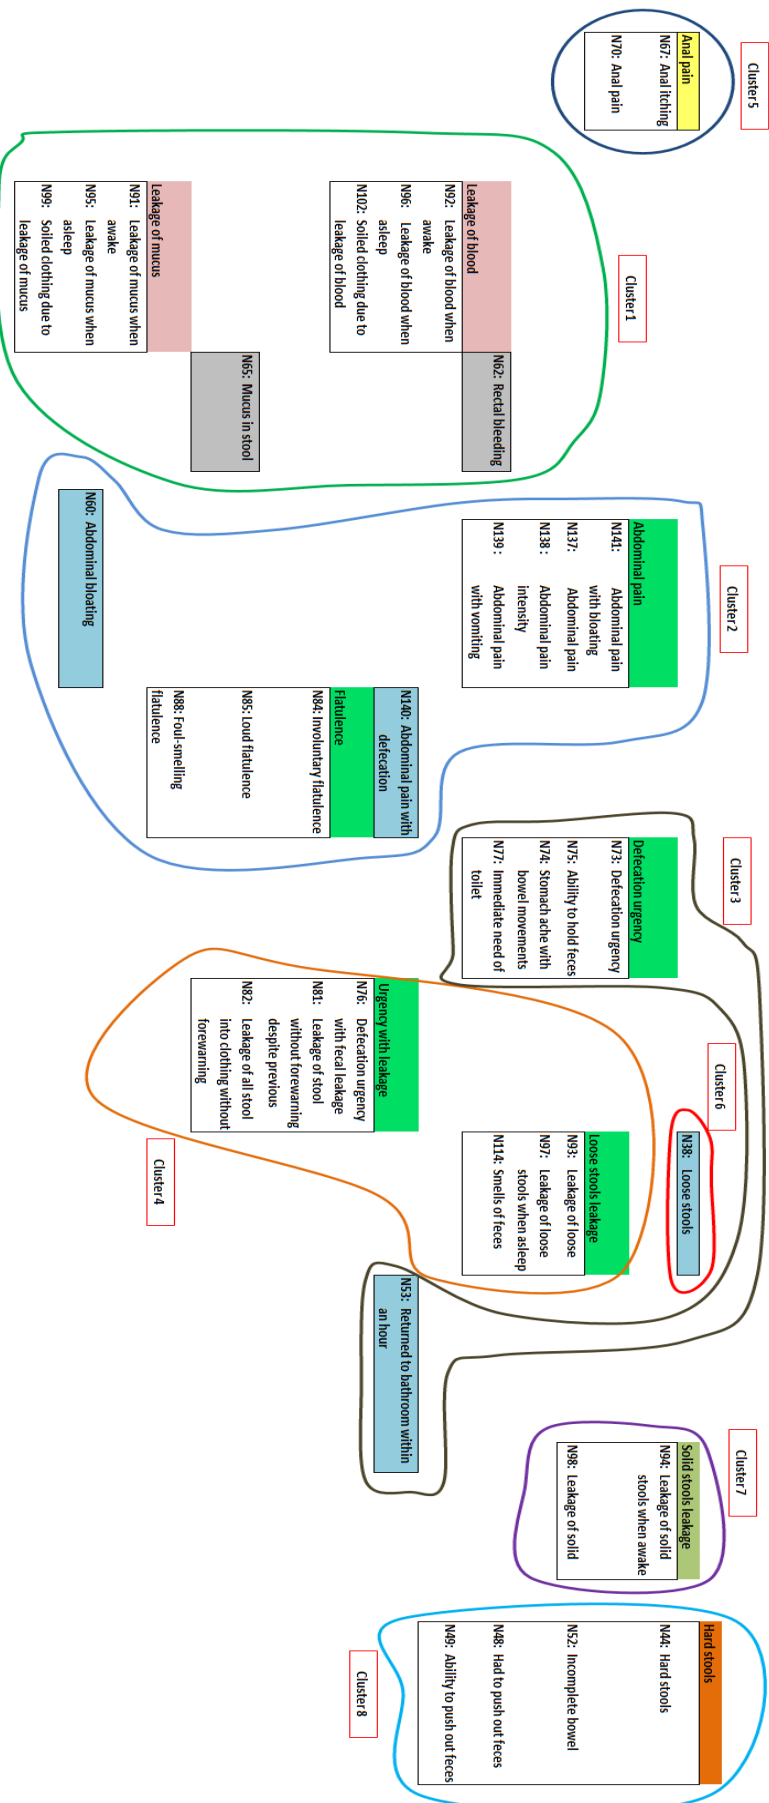 Cluster5
Anal pain
N67: Anal itching
N70: Anal pain
Cluster1
Leakage of blood
N92: Leakage of blood when
awake
N96: Leakage of blood when
asleep
N102: Soiled clothing due to
leakage of blood
N62: Rectal bleeding
Leakage of mucus
N91: Leakage of mucus when
awake
N95: Leakage of mucus when
asleep
N99: Soiled clothing due to
leakage of mucus
N65: Mucus in stool
Cluster2
Abdominal pain
N141: Abdominal pain
with bloating
N137: Abdominal pain
N138: Abdominal pain
intensity
N139: Abdominal pain
with vomiting
N140: Abdominal pain with
defecation
Flatulence
N84: Involuntary flatulence
N85: Loud flatulence
N88: Foul-smelling
flatulence
N60: Abdominal bloating
Cluster3
Defecation urgency
N73: Defecation urgency
N75: Ability to hold feces
N74: Stomach ache with
bowel movements
N77: Immediate need of
toilet
Urgency with leakage
N76: Defecation urgency
with fecal leakage
N81: Leakage of stool
without forewarning
despite previous
N82: Leakage of all stool
into clothing without
forewarning
Cluster6
N38: Loose stools
Loose stools leakage
N93: Leakage of loose
N97: Leakage of loose
stools when asleep
N114: Smells of feces
Cluster4
N53: Returned to bathroom within
an hour
Cluster7
Solid stools leakage
N94: Leakage of solid
stools when awake
N98: Leakage of solid
Hard stools
N44: Hard stools
N52: Incomplete bowel
N48: Had to push out feces
N49: Ability to push out feces
Cluster8